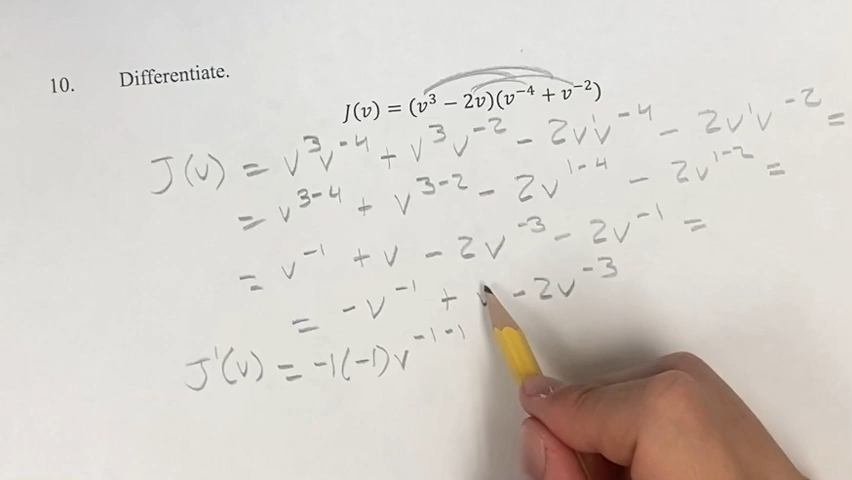 10. Differentiate.
J(v) = (v³ − 2v)(v⁻⁴ + v⁻²)
J(v) = v³v⁻⁴ + v³v⁻² − 2v¹v⁻⁴ − 2v¹v⁻² =
= v³⁻⁴ + v³⁻² − 2v¹⁻⁴ − 2v¹⁻² =
= v⁻¹ + v − 2v⁻³ − 2v⁻¹ =
= −v⁻¹ + v − 2v⁻³
J'(v) = −1(−1)v⁻¹⁻¹